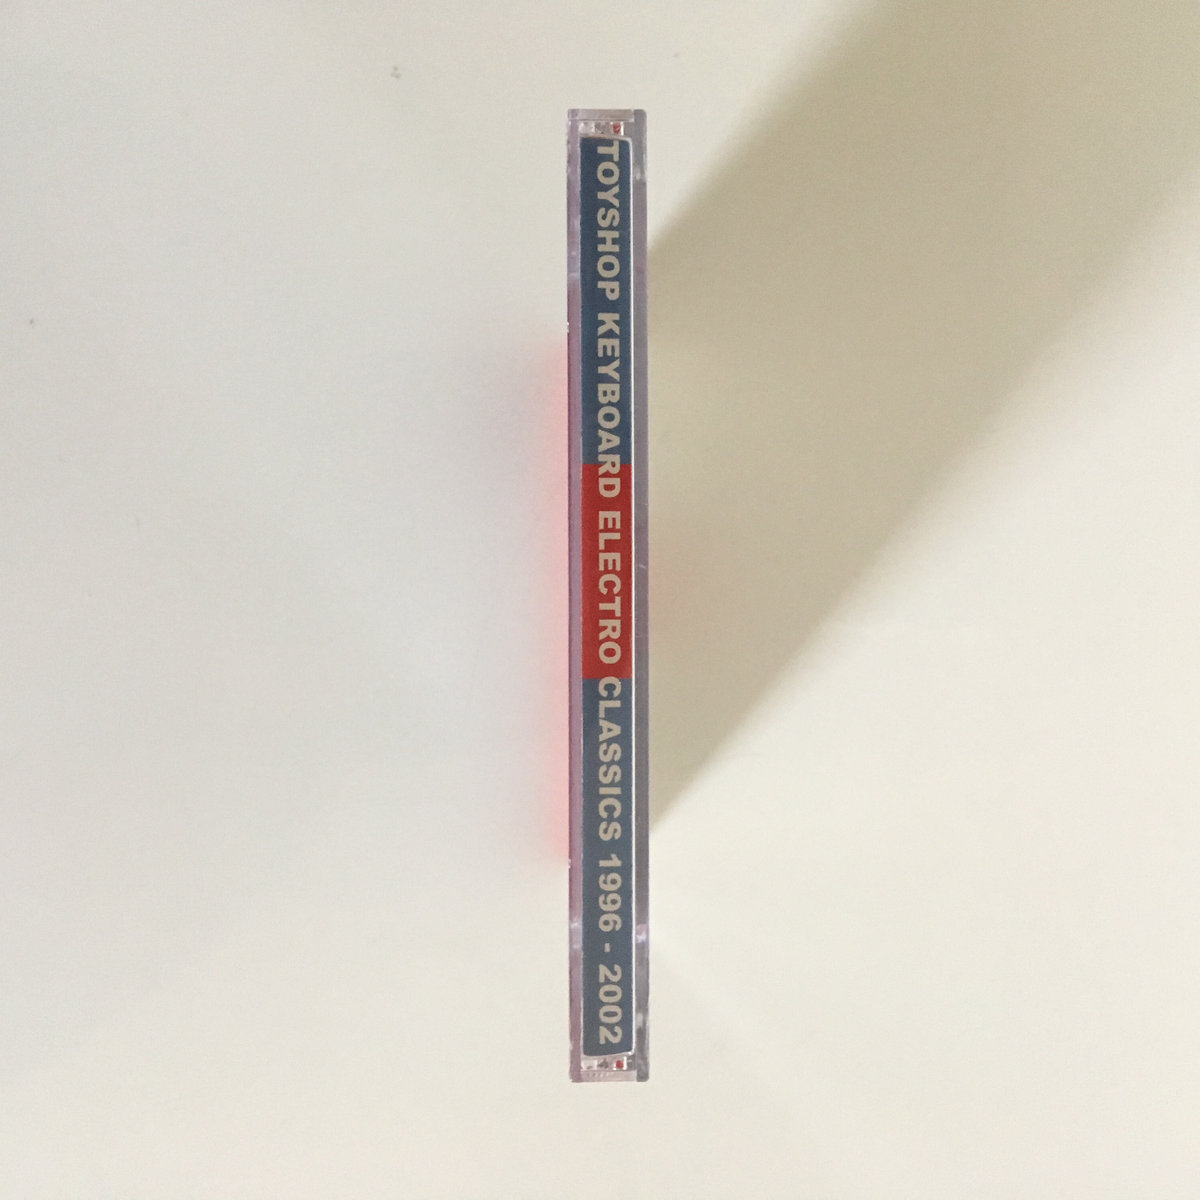 TOYSHOP KEYBOARD ELECTRO CLASSICS 1996 - 2002